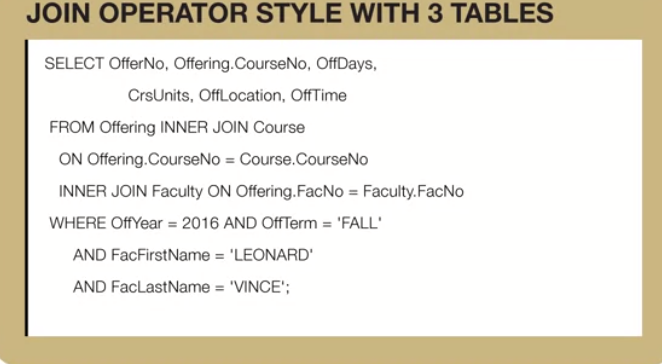 JOIN OPERATOR STYLE WITH 3 TABLES
SELECT OfferNo, Offering.CourseNo, OffDays,
CrsUnits, OffLocation, OffTime
FROM Offering INNER JOIN Course
ON Offering.CourseNo = Course.CourseNo
INNER JOIN Faculty ON Offering.FacNo = Faculty.FacNo
WHERE OffYear = 2016 AND OffTerm = 'FALL'
AND FacFirstName = 'LEONARD'
AND FacLastName = 'VINCE';